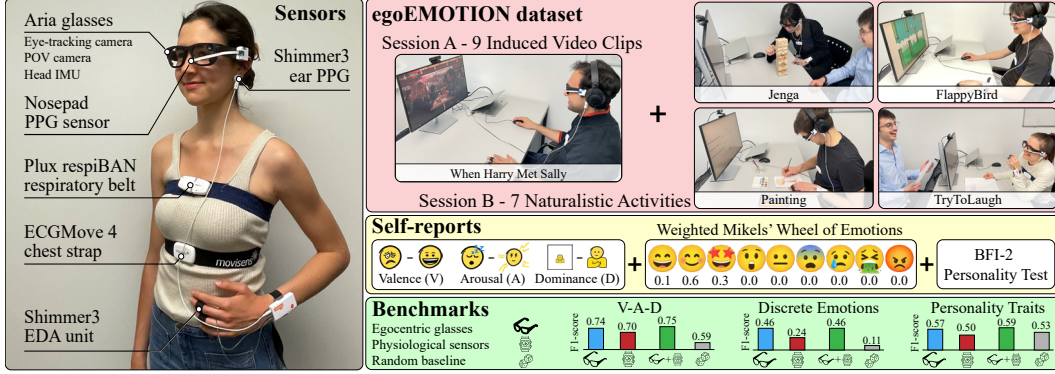 Sensors
Aria glasses
Eye-tracking camera
POV camera
Head IMU
Shimmer3
ear PPG
Nosepad
PPG sensor
Plux respiBAN
respiratory belt
ECGMove 4
chest strap
movisens
Shimmer3
EDA unit
egoEMOTION dataset
Session A - 9 Induced Video Clips
When Harry Met Sally
+
Jenga
FlappyBird
Painting
TryToLaugh
Session B - 7 Naturalistic Activities
Self-reports
Weighted Mikels' Wheel of Emotions
Valence (V)
Arousal (A)
Dominance (D)
+
0.1 0.6 0.3 0.0 0.0 0.0 0.0 0.0 0.0
+
BFI-2
Personality Test
Benchmarks
Egocentric glasses
Physiological sensors
Random baseline
V-A-D
F1-score
0.74 0.70 0.75 0.59
+
Discrete Emotions
F1-score
0.46 0.24 0.46 0.11
+
Personality Traits
F1-score
0.57 0.50 0.59 0.53
+